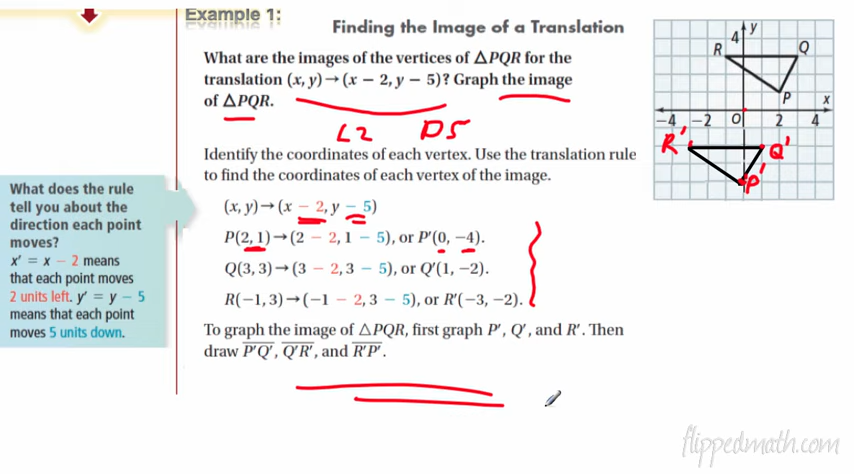 Example 1:
Finding the Image of a Translation
What are the images of the vertices of △PQR for the
translation (x, y) → (x − 2, y − 5)? Graph the image
of △PQR.
L2 D5
Identify the coordinates of each vertex. Use the translation rule
to find the coordinates of each vertex of the image.
(x, y) → (x − 2, y − 5)
P(2, 1) → (2 − 2, 1 − 5), or P′(0, −4).
Q(3, 3) → (3 − 2, 3 − 5), or Q′(1, −2).
R(−1, 3) → (−1 − 2, 3 − 5), or R′(−3, −2).
To graph the image of △PQR, first graph P′, Q′, and R′. Then
draw P′Q′, Q′R′, and R′P′.
What does the rule
tell you about the
direction each point
moves?
x′ = x − 2 means
that each point moves
2 units left. y′ = y − 5
means that each point
moves 5 units down.
y
4
R Q
P x
−4 −2 O 2 4
R′ Q′
P′
flippedmath.com